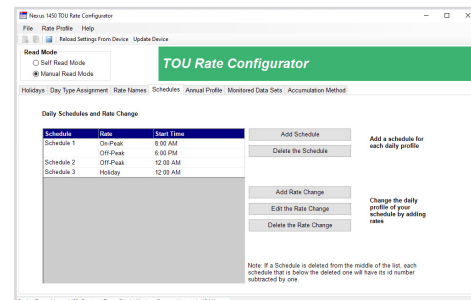 Nexus 1450 TOU Rate Configurator
File Rate Profile Help
Reload Settings From Device Update Device
Read Mode
Self Read Mode
Manual Read Mode
TOU Rate Configurator
Holidays Day Type Assignment Rate Names Schedules Annual Profile Monitored Data Sets Accumulation Method
Daily Schedules and Rate Change
Schedule Rate Start Time
Schedule 1 On-Peak 8:00 AM
Off-Peak 6:00 PM
Schedule 2 Off-Peak 12:00 AM
Schedule 3 Holiday 12:00 AM
Add Schedule
Delete the Schedule
Add a schedule for
each daily profile
Add Rate Change
Edit the Rate Change
Delete the Rate Change
Change the daily
profile of your
schedule by adding
rates
Note: If a Schedule is deleted from the middle of the list, each
schedule that is below the deleted one will have its id number
subtracted by one.